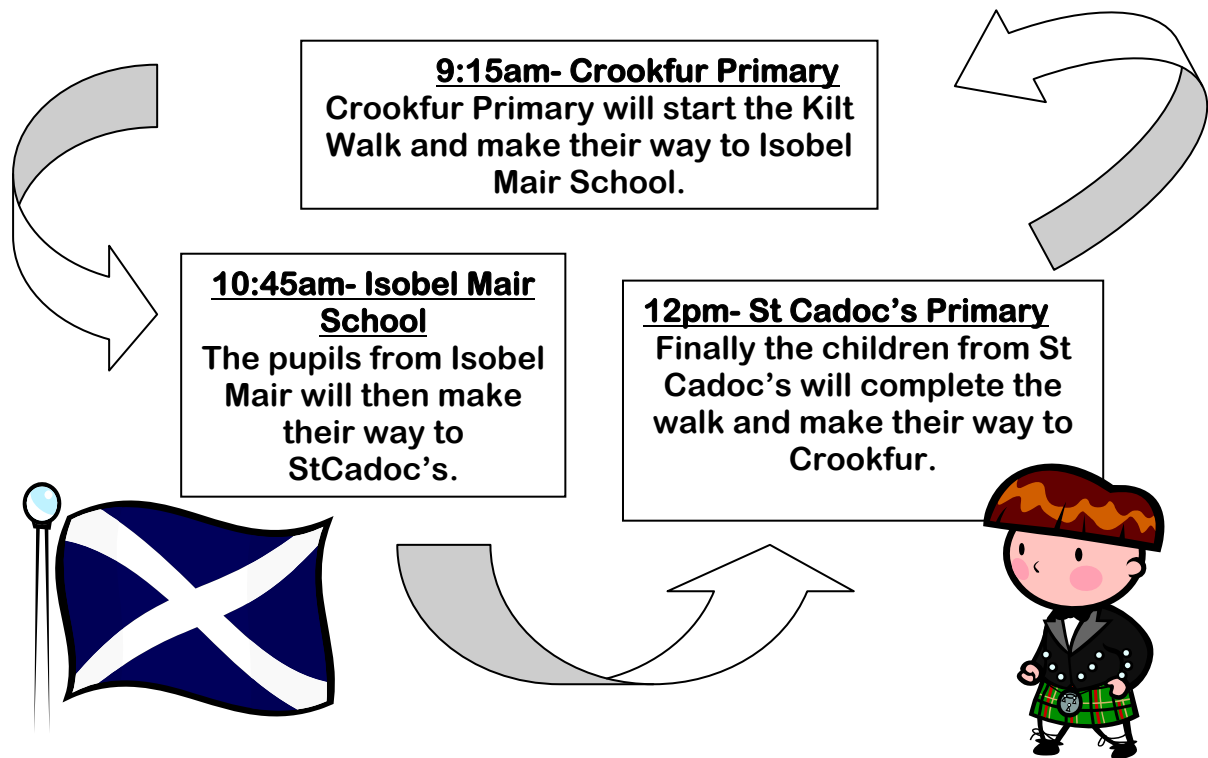 9:15am- Crookfur Primary
Crookfur Primary will start the Kilt
Walk and make their way to Isobel
Mair School.
10:45am- Isobel Mair
School
The pupils from Isobel
Mair will then make
their way to
StCadoc’s.
12pm- St Cadoc’s Primary
Finally the children from St
Cadoc’s will complete the
walk and make their way to
Crookfur.